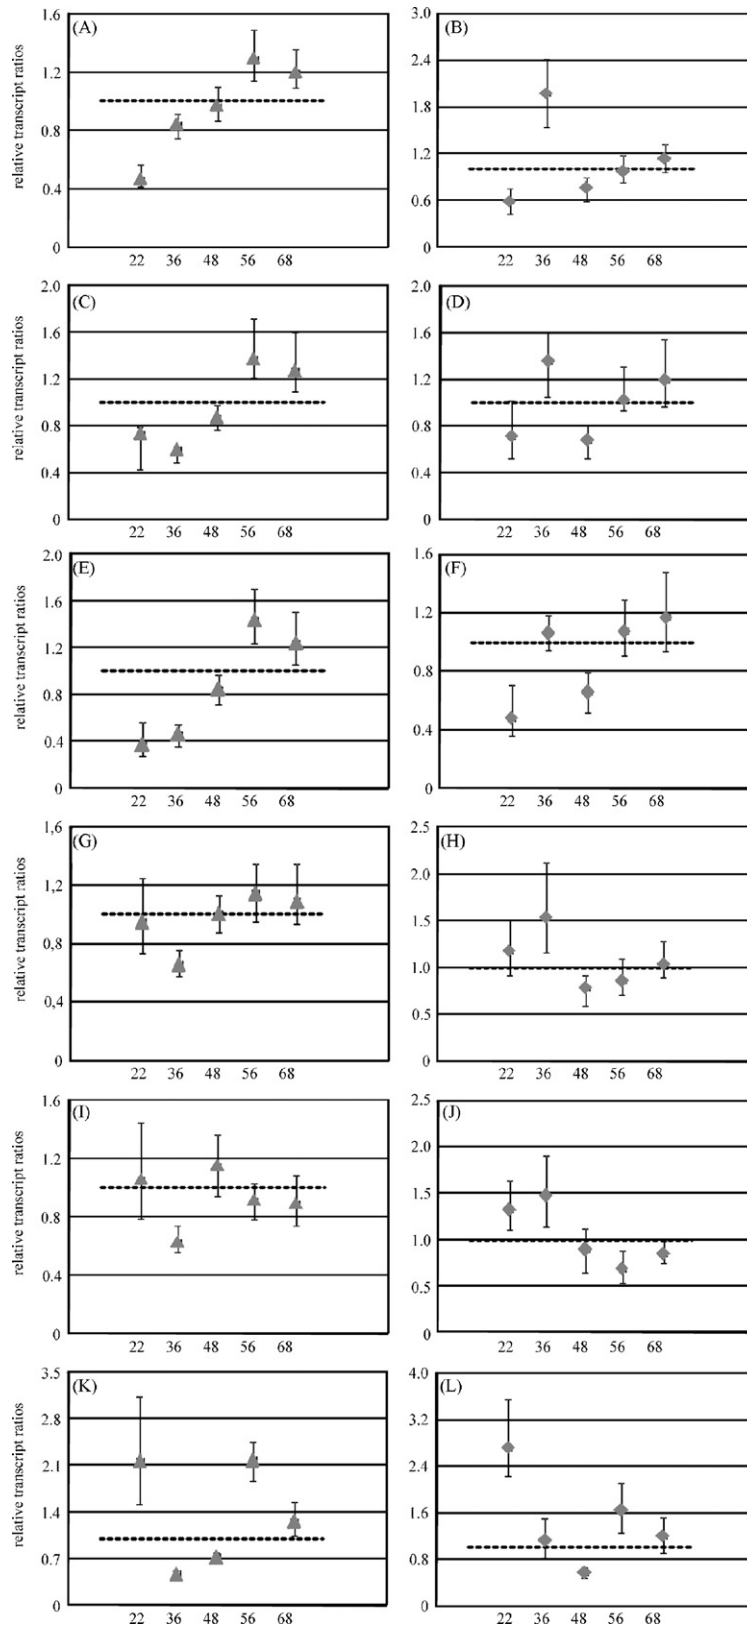 (A)
relative transcript ratios
1.6
1.2
0.8
0.4
0
22 36 48 56 68
(B)
3.0
2.4
1.8
1.2
0.6
0
22 36 48 56 68
(C)
relative transcript ratios
2.0
1.6
1.2
0.8
0.4
0
22 36 48 56 68
(D)
2.0
1.6
1.2
0.8
0.4
0
22 36 48 56 68
(E)
relative transcript ratios
2.0
1.6
1.2
0.8
0.4
0
22 36 48 56 68
(F)
1.6
1.2
0.8
0.4
0
22 36 48 56 68
(G)
relative transcript ratios
1,6
1,2
0,8
0,4
0
22 36 48 56 68
(H)
2.5
2.0
1.5
1.0
0.5
0
22 36 48 56 68
(I)
relative transcript ratios
1.6
1.2
0.8
0.4
0
22 36 48 56 68
(J)
2.5
2.0
1.5
1.0
0.5
0
22 36 48 56 68
(K)
relative transcript ratios
3.5
2.8
2.1
1.4
0.7
0
22 36 48 56 68
(L)
4.0
3.2
2.4
1.6
0.8
0
22 36 48 56 68